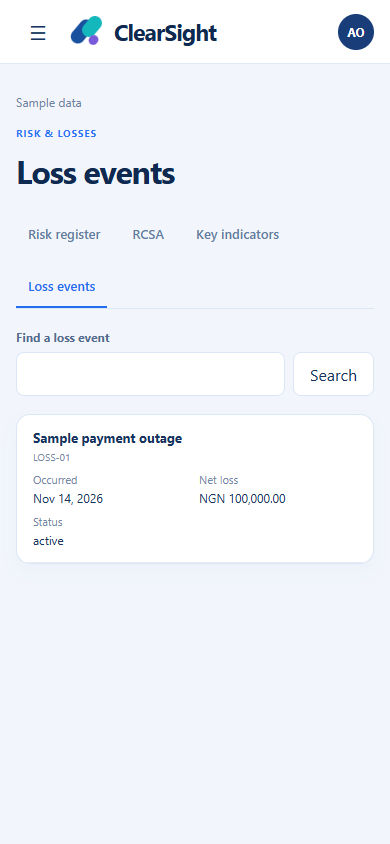 ☰ ClearSight AO
Sample data
RISK & LOSSES
Loss events
Risk register RCSA Key indicators
Loss events
Find a loss event
Search
Sample payment outage
LOSS-01
Occurred Net loss
Nov 14, 2026 NGN 100,000.00
Status
active